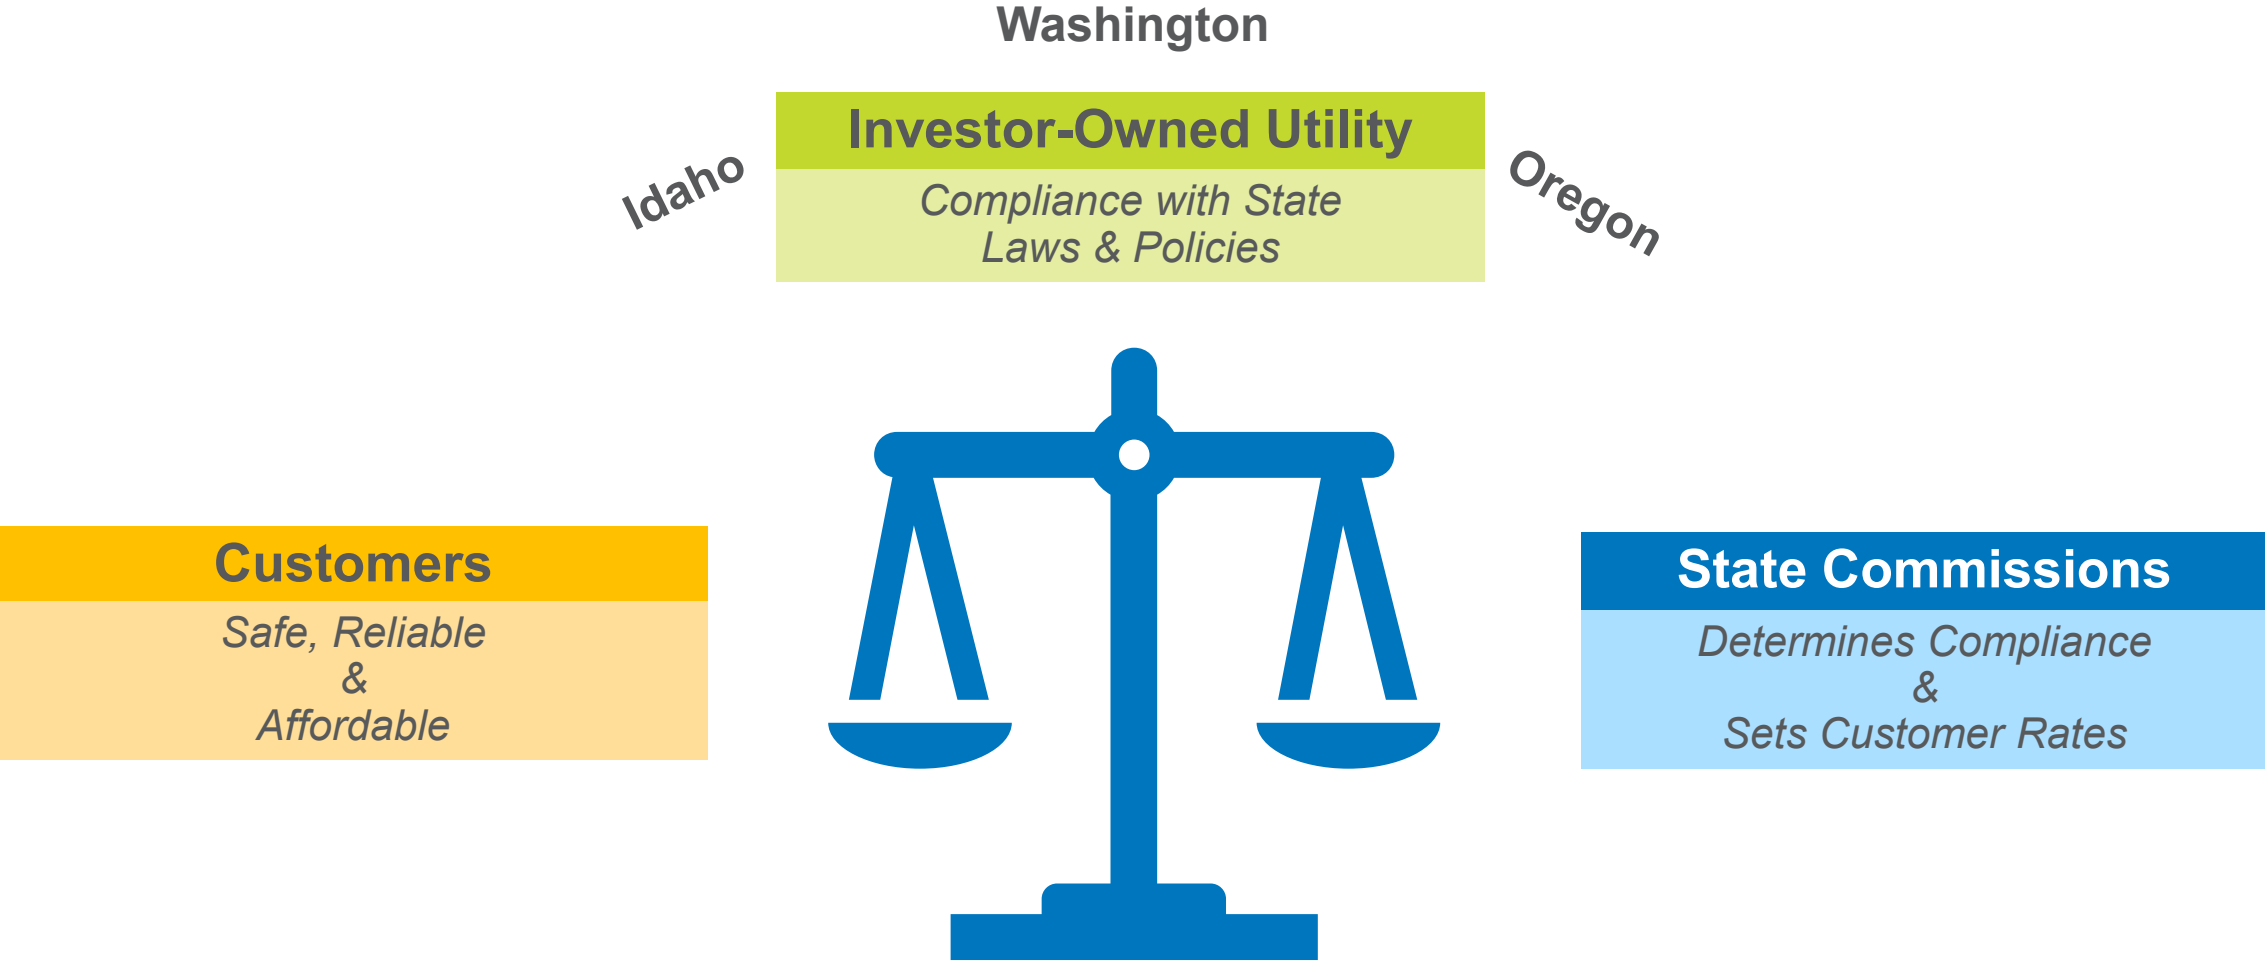 Washington
Idaho
Investor-Owned Utility
Oregon
Compliance with State
Laws & Policies
Customers
Safe, Reliable
&
Affordable
State Commissions
Determines Compliance
&
Sets Customer Rates